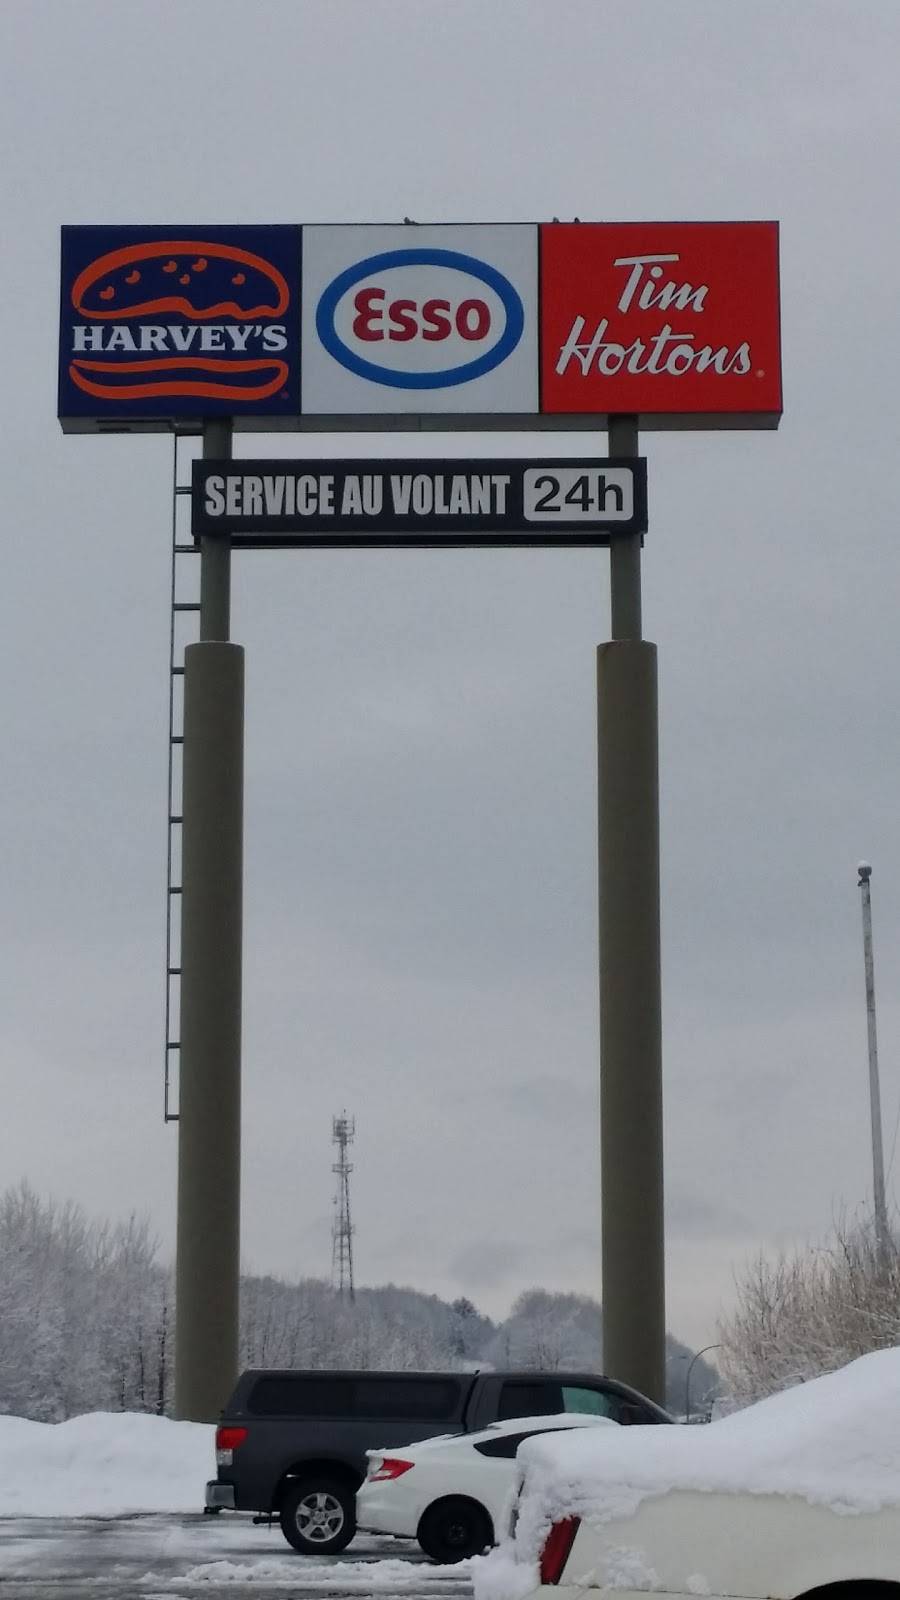 HARVEY'S
Esso
Tim
Hortons
SERVICE AU VOLANT 24h